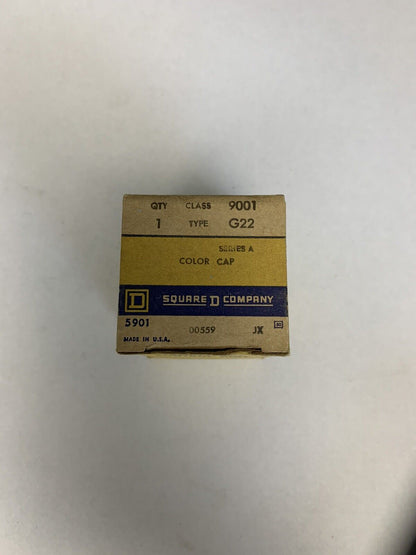 QTY CLASS 9001
1 TYPE G22
SERIES A
COLOR CAP
D SQUARE D COMPANY
5901 00559 JX
MADE IN U.S.A.